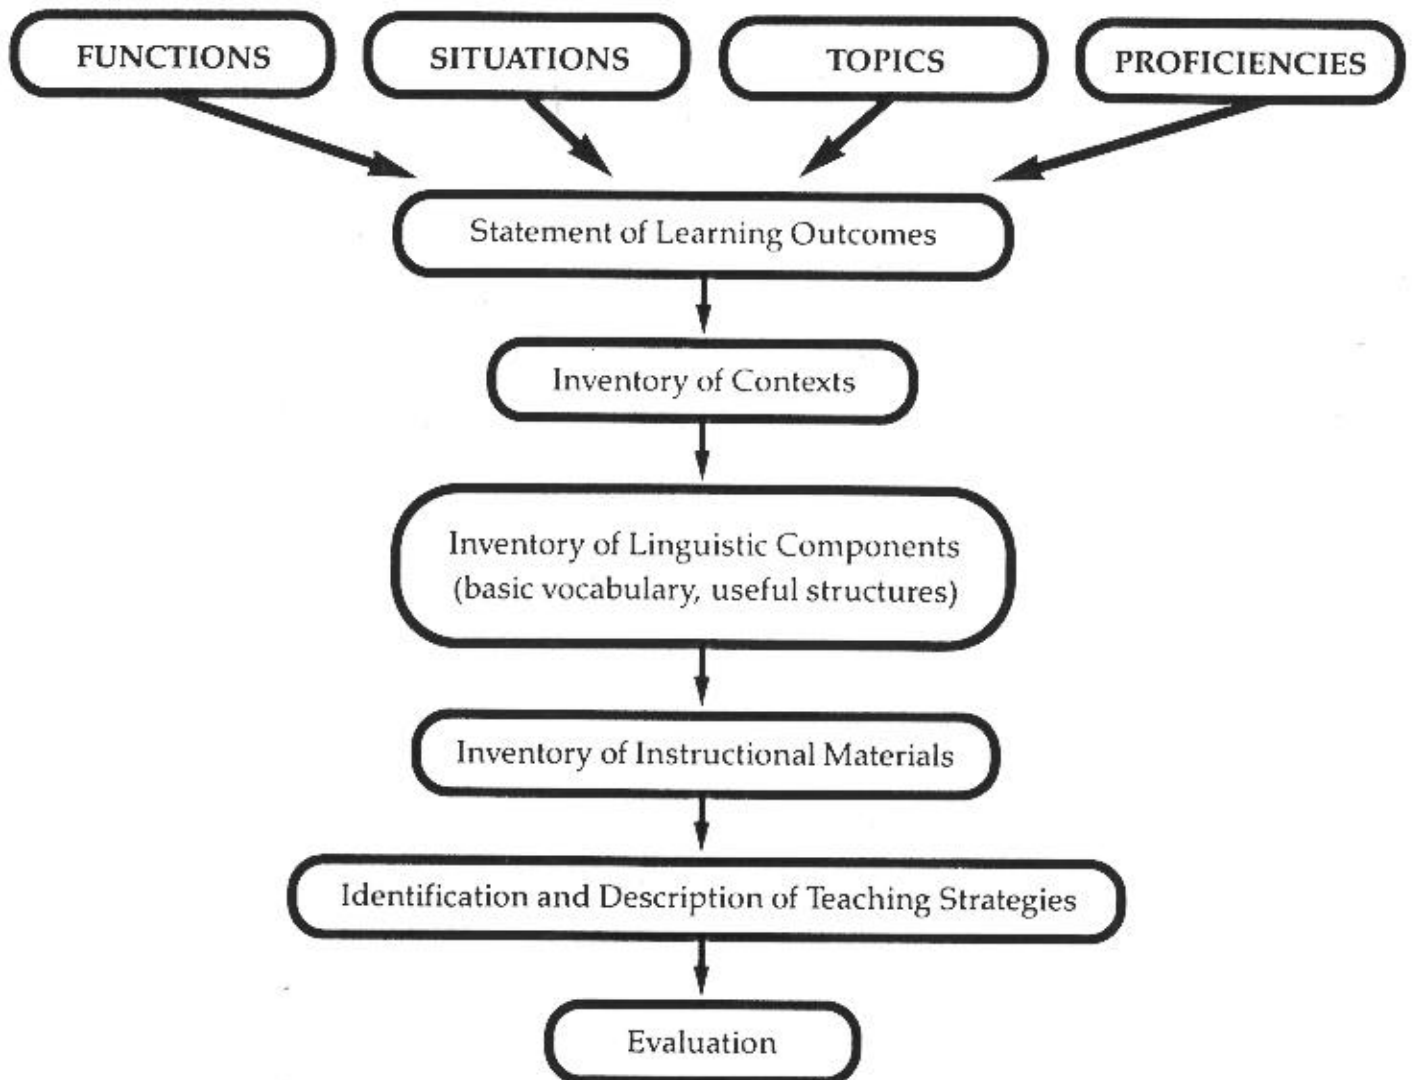 FUNCTIONS
SITUATIONS
TOPICS
PROFICIENCIES
Statement of Learning Outcomes
Inventory of Contexts
Inventory of Linguistic Components
(basic vocabulary, useful structures)
Inventory of Instructional Materials
Identification and Description of Teaching Strategies
Evaluation